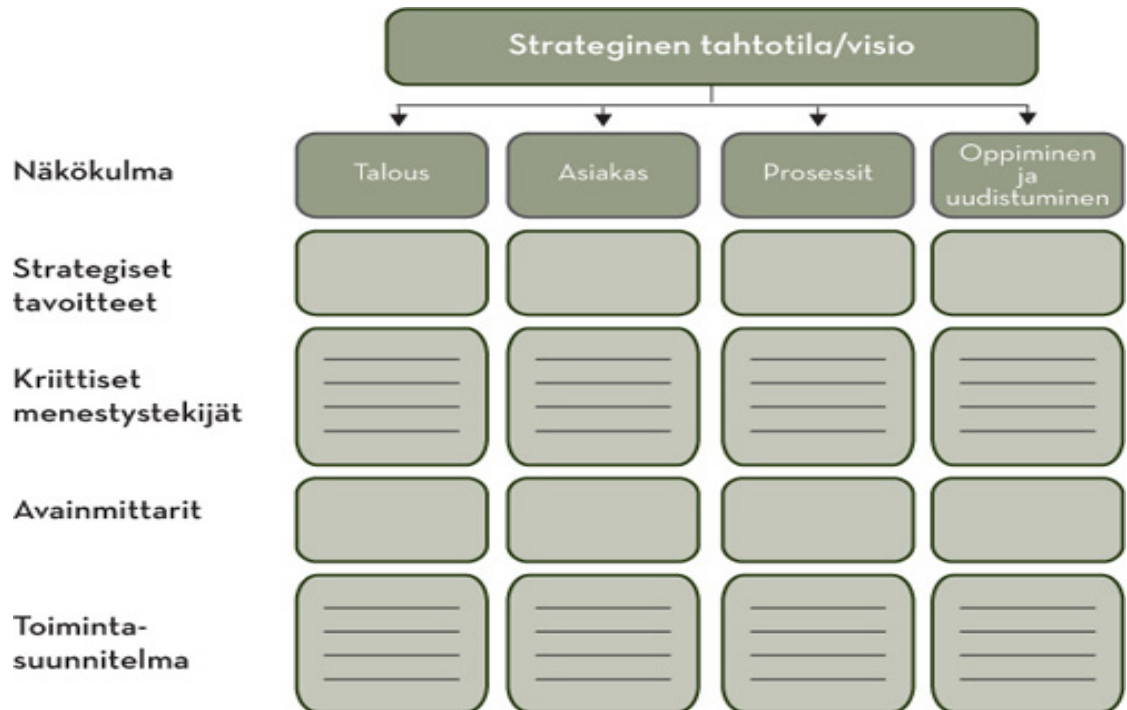 Strateginen tahtotila/visio
Näkökulma
Talous
Asiakas
Prosessit
Oppiminen
ja
uudistuminen
Strategiset
tavoitteet
Kriittiset
menestystekijät
Avainmittarit
Toiminta-
suunnitelma